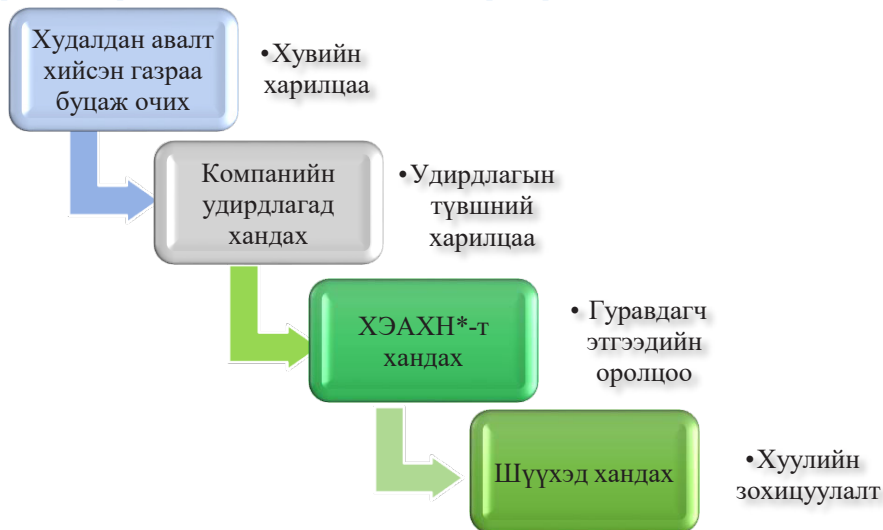 Худалдан авалт
хийсэн газраа
буцаж очих
•Хувийн
харилцаа
Компанийн
удирдлагад
хандах
•Удирдлагын
түвшний
харилцаа
ХЭАХН*-т
хандах
• Гуравдагч
этгээдийн
оролцоо
Шүүхэд хандах
•Хуулийн
зохицуулалт